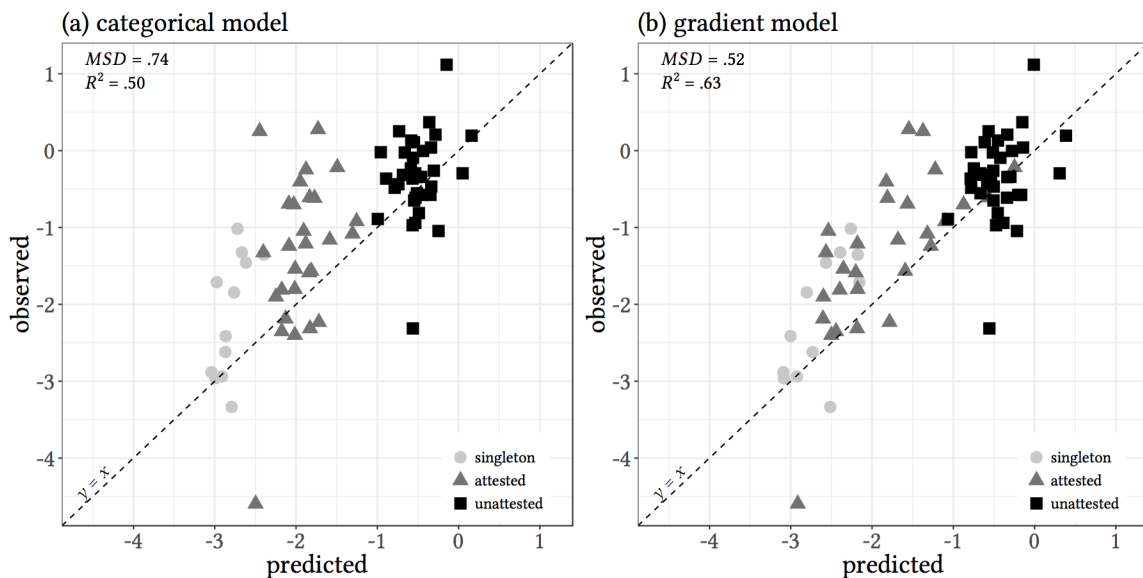 (a) categorical model
MSD = .74
R² = .50
1
0
-1
-2
-3
-4
observed
y = x
singleton
attested
unattested
-4 -3 -2 -1 0 1
predicted
(b) gradient model
MSD = .52
R² = .63
1
0
-1
-2
-3
-4
observed
y = x
singleton
attested
unattested
-4 -3 -2 -1 0 1
predicted